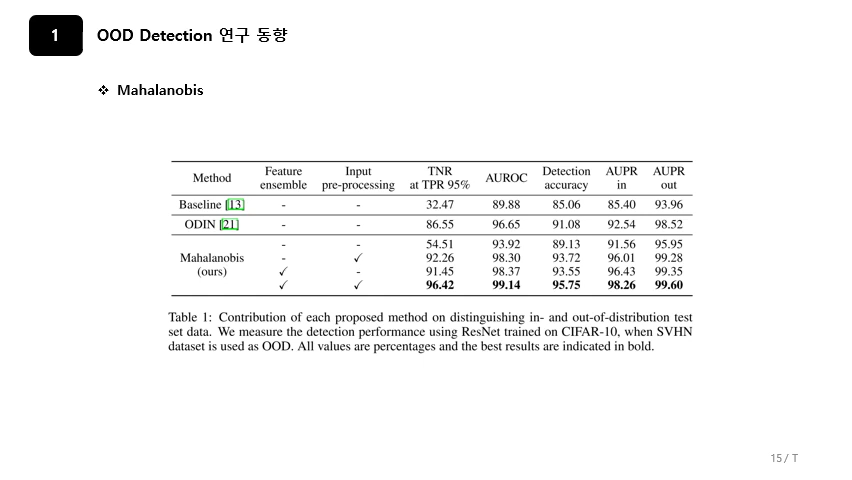 1
OOD Detection 연구 동향
❖ Mahalanobis
Method Feature ensemble Input pre-processing TNR at TPR 95% AUROC Detection accuracy AUPR in AUPR out
Baseline [13] - - 32.47 89.88 85.06 85.40 93.96
ODIN [21] - - 86.55 96.65 91.08 92.54 98.52
Mahalanobis (ours) - - 54.51 93.92 89.13 91.56 95.95
- ✓ 92.26 98.30 93.72 96.01 99.28
✓ - 91.45 98.37 93.55 96.43 99.35
✓ ✓ 96.42 99.14 95.75 98.26 99.60
Table 1: Contribution of each proposed method on distinguishing in- and out-of-distribution test
set data. We measure the detection performance using ResNet trained on CIFAR-10, when SVHN
dataset is used as OOD. All values are percentages and the best results are indicated in bold.
15 / T